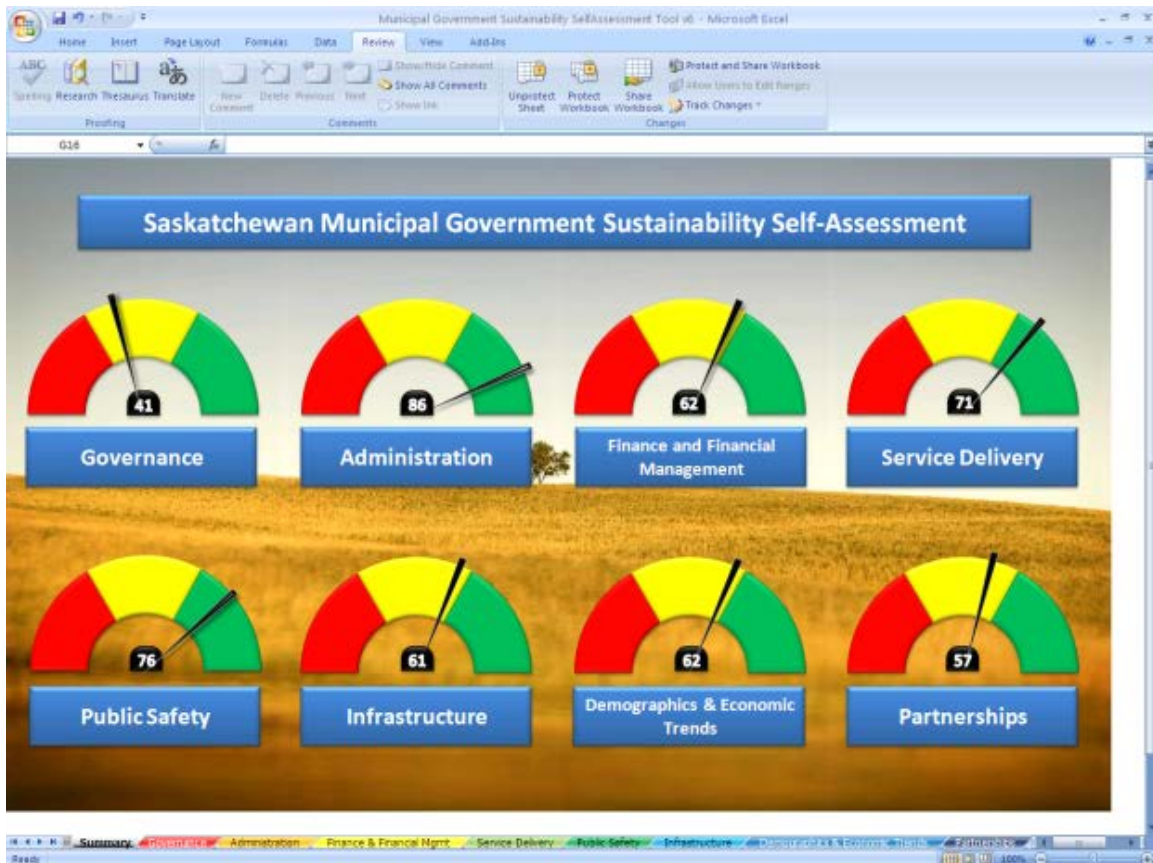 Municipal Government Sustainability SelfAssessment Tool v6 - Microsoft Excel
Home Insert Page Layout Formulas Data Review View Add-Ins
ABC
Spelling Research Thesaurus Translate
New Comment Delete Previous Next
Show/Hide Comment
Show All Comments
Show Ink
Unprotect Sheet Protect Workbook Share Workbook
Protect and Share Workbook
Allow Users to Edit Ranges
Track Changes
Proofing Comments Changes
G16 fx
Saskatchewan Municipal Government Sustainability Self-Assessment
41 86 62 71
Governance Administration Finance and Financial Management Service Delivery
76 61 62 57
Public Safety Infrastructure Demographics & Economic Trends Partnerships
Summary Governance Administration Finance & Financial Mgmt Service Delivery Public Safety Infrastructure Demographics & Economic Trends Partnerships
Ready 100%